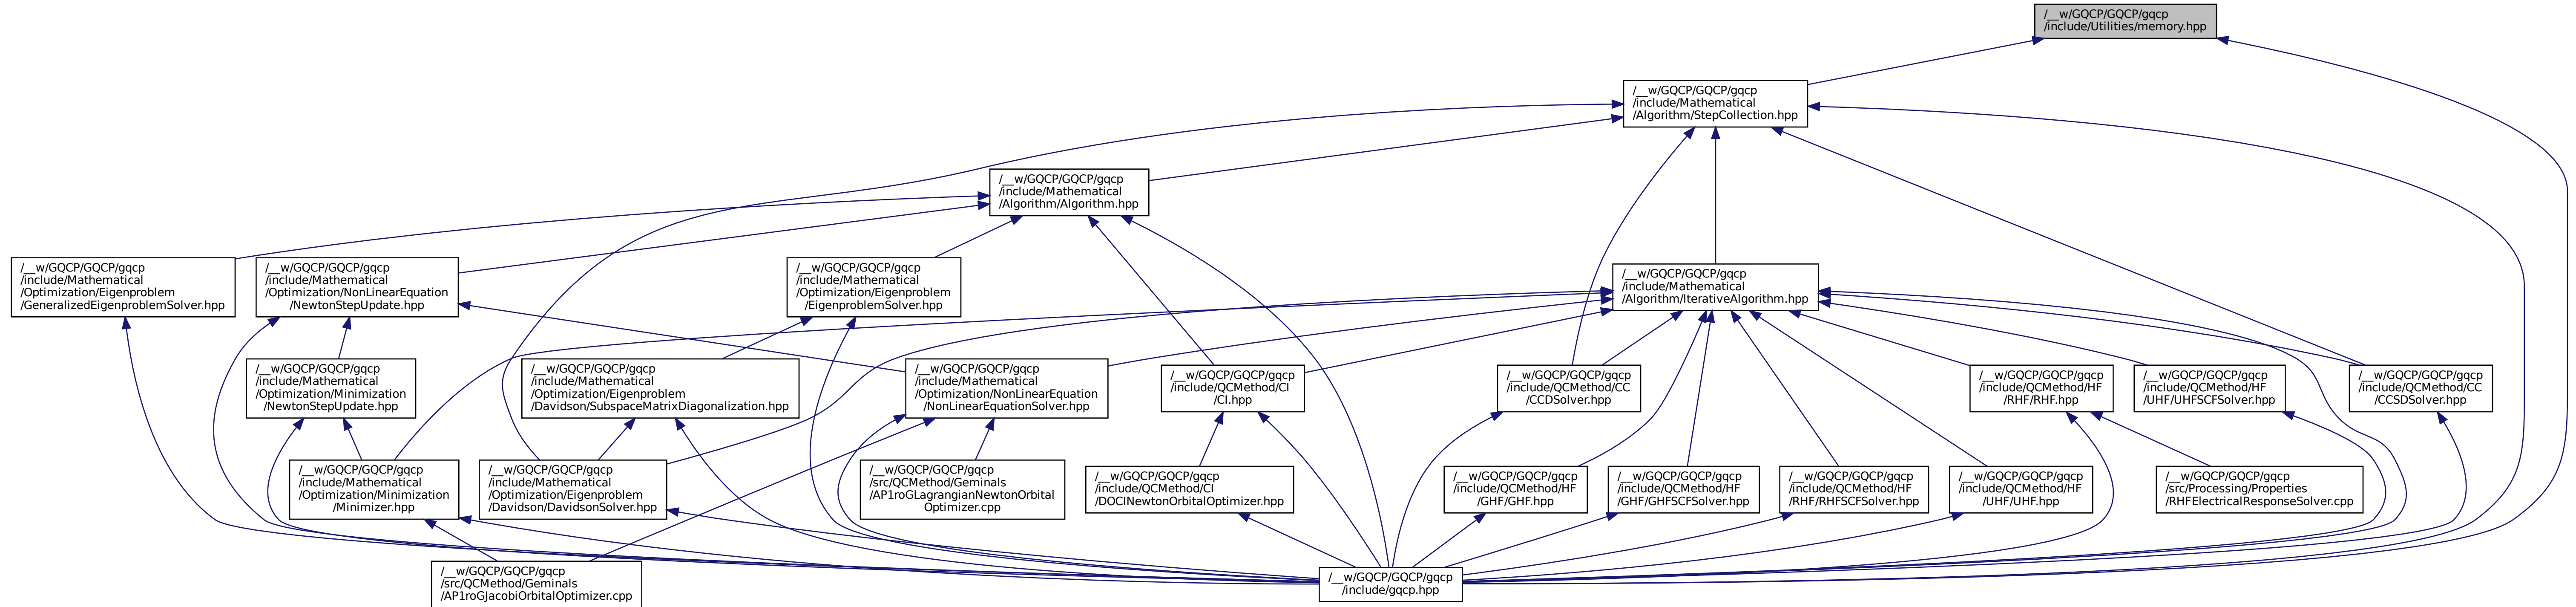 /__w/GQCP/GQCP/gqcp
/include/Utilities/memory.hpp
/__w/GQCP/GQCP/gqcp
/include/Mathematical
/Algorithm/StepCollection.hpp
/__w/GQCP/GQCP/gqcp
/include/Mathematical
/Algorithm/Algorithm.hpp
/__w/GQCP/GQCP/gqcp
/include/Mathematical
/Optimization/Eigenproblem
/GeneralizedEigenproblemSolver.hpp
/__w/GQCP/GQCP/gqcp
/include/Mathematical
/Optimization/NonLinearEquation
/NewtonStepUpdate.hpp
/__w/GQCP/GQCP/gqcp
/include/Mathematical
/Optimization/Eigenproblem
/EigenproblemSolver.hpp
/__w/GQCP/GQCP/gqcp
/include/Mathematical
/Algorithm/IterativeAlgorithm.hpp
/__w/GQCP/GQCP/gqcp
/include/Mathematical
/Optimization/Minimization
/NewtonStepUpdate.hpp
/__w/GQCP/GQCP/gqcp
/include/Mathematical
/Optimization/Eigenproblem
/Davidson/SubspaceMatrixDiagonalization.hpp
/__w/GQCP/GQCP/gqcp
/include/Mathematical
/Optimization/NonLinearEquation
/NonLinearEquationSolver.hpp
/__w/GQCP/GQCP/gqcp
/include/QCMethod/CI
/CI.hpp
/__w/GQCP/GQCP/gqcp
/include/QCMethod/CC
/CCDSolver.hpp
/__w/GQCP/GQCP/gqcp
/include/QCMethod/HF
/RHF/RHF.hpp
/__w/GQCP/GQCP/gqcp
/include/QCMethod/HF
/UHF/UHFSCFSolver.hpp
/__w/GQCP/GQCP/gqcp
/include/QCMethod/CC
/CCSDSolver.hpp
/__w/GQCP/GQCP/gqcp
/include/Mathematical
/Optimization/Minimization
/Minimizer.hpp
/__w/GQCP/GQCP/gqcp
/include/Mathematical
/Optimization/Eigenproblem
/Davidson/DavidsonSolver.hpp
/__w/GQCP/GQCP/gqcp
/src/QCMethod/Geminals
/AP1roGLagrangianNewtonOrbital
Optimizer.cpp
/__w/GQCP/GQCP/gqcp
/include/QCMethod/CI
/DOCINewtonOrbitalOptimizer.hpp
/__w/GQCP/GQCP/gqcp
/include/QCMethod/HF
/GHF/GHF.hpp
/__w/GQCP/GQCP/gqcp
/include/QCMethod/HF
/GHF/GHFSCFSolver.hpp
/__w/GQCP/GQCP/gqcp
/include/QCMethod/HF
/RHF/RHFSCFSolver.hpp
/__w/GQCP/GQCP/gqcp
/include/QCMethod/HF
/UHF/UHF.hpp
/__w/GQCP/GQCP/gqcp
/src/Processing/Properties
/RHFElectricalResponseSolver.cpp
/__w/GQCP/GQCP/gqcp
/src/QCMethod/Geminals
/AP1roGJacobiOrbitalOptimizer.cpp
/__w/GQCP/GQCP/gqcp
/include/gqcp.hpp